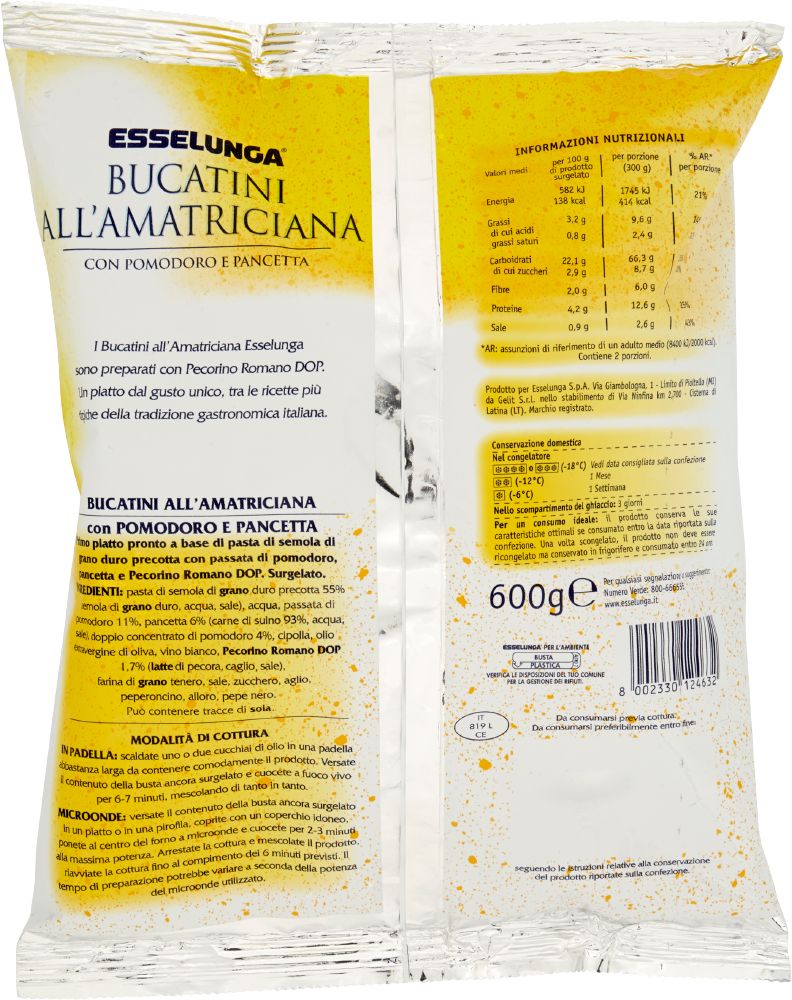 ESSELUNGA®
BUCATINI
ALL'AMATRICIANA
CON POMODORO E PANCETTA
I Bucatini all'Amatriciana Esselunga
sono preparati con Pecorino Romano DOP.
Un piatto dal gusto unico, tra le ricette più
della tradizione gastronomica italiana.
BUCATINI ALL'AMATRICIANA
con POMODORO E PANCETTA
piatto pronto a base di pasta di semola di
grano duro precotta con passata di pomodoro,
pancetta e Pecorino Romano DOP. Surgelato.
pasta di semola di grano duro precotta 55%
semola di grano duro, acqua, sale), acqua, passata di
pomodoro 11%, pancetta 6% (carne di suino 93%, acqua,
sale), doppio concentrato di pomodoro 4%, cipolla, olio
extravergine di oliva, vino bianco, Pecorino Romano DOP
1,7% (latte di pecora, caglio, sale),
farina di grano tenero, sale, zucchero, aglio,
peperoncino, alloro, pepe nero.
Può contenere tracce di soia.
MODALITÀ DI COTTURA
IN PADELLA: scaldate uno o due cucchiai di olio in una padella
abbastanza larga da contenere comodamente il prodotto. Versate
il contenuto della busta ancora surgelato e cuocete a fuoco vivo
per 6-7 minuti, mescolando di tanto in tanto.
MICROONDE: versate il contenuto della busta ancora surgelato
in un piatto o in una pirofila, coprite con un coperchio idoneo,
ponete al centro del forno a microonde e cuocete per 2-3 minuti
alla massima potenza. Arrestate la cottura e mescolate il prodotto,
riavviate la cottura fino al compimento dei 6 minuti previsti. Il
tempo di preparazione potrebbe variare a seconda della potenza
del microonde utilizzato.
INFORMAZIONI NUTRIZIONALI
Valori medi per 100 g di prodotto surgelato per porzione (300 g) % AR* per porzione
Energia 582 kJ 138 kcal 1745 kJ 414 kcal 21%
Grassi 3,2 g 9,6 g
di cui acidi grassi saturi 0,8 g 2,4 g
Carboidrati 22,1 g 66,3 g
di cui zuccheri 2,9 g 8,7 g
Fibre 2,0 g 6,0 g
Proteine 4,2 g 12,6 g 25%
Sale 0,9 g 2,6 g 43%
*AR: assunzioni di riferimento di un adulto medio (8400 kJ/2000 kcal).
Contiene 2 porzioni.
Prodotto per Esselunga S.p.A. Via Giambologna, 1 - Limito di Pioltello (MI)
da Gelit S.r.l. nello stabilimento di Via Ninfina km 2,700 - Cisterna di
Latina (LT). Marchio registrato.
Conservazione domestica
Nel congelatore
o (-18°C) Vedi data consigliata sulla confezione
(-12°C) 1 Mese
(-6°C) 1 Settimana
Nello scompartimento del ghiaccio: 3 giorni
Per un consumo ideale: il prodotto conserva le sue
caratteristiche ottimali se consumato entro la data riportata sulla
confezione. Una volta scongelato, il prodotto non deve essere
ricongelato ma conservato in frigorifero e consumato entro 24 ore.
600g℮
Per qualsiasi segnalazione o suggerimento:
Numero Verde: 800-666555
www.esselunga.it
ESSELUNGA PER L'AMBIENTE
BUSTA
PLASTICA
VERIFICA LE DISPOSIZIONI DEL TUO COMUNE
PER LA GESTIONE DEI RIFIUTI.
8 002330 124632
IT
819 L
CE
Da consumarsi previa cottura.
Da consumarsi preferibilmente entro fine:
seguendo le istruzioni relative alla conservazione
del prodotto riportate sulla confezione.